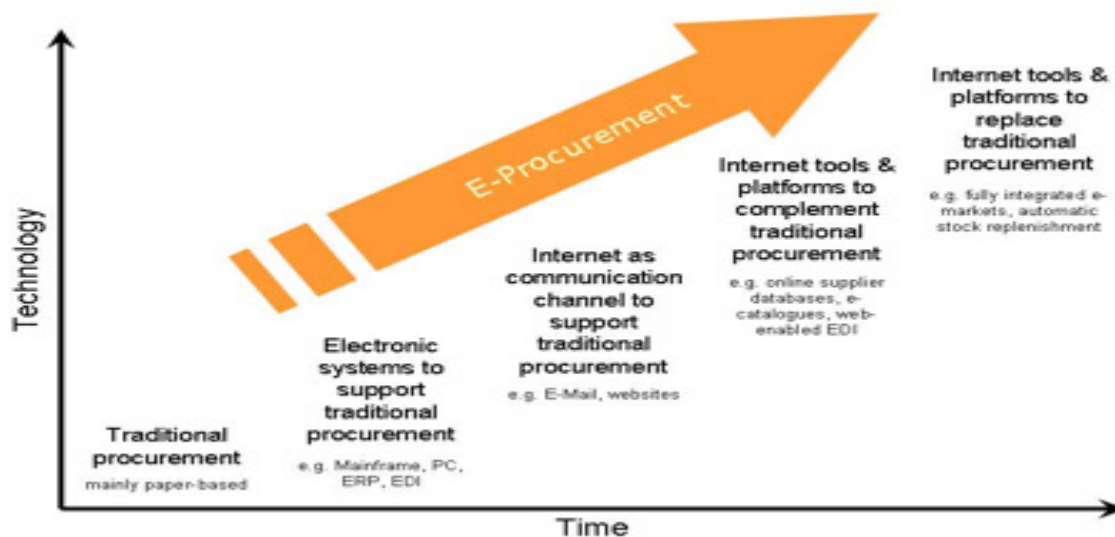 Technology
E-Procurement
Traditional
procurement
mainly paper-based
Electronic
systems to
support
traditional
procurement
e.g. Mainframe, PC,
ERP, EDI
Internet as
communication
channel to
support
traditional
procurement
e.g. E-Mail, websites
Internet tools &
platforms to
complement
traditional
procurement
e.g. online supplier
databases, e-
catalogues, web-
enabled EDI
Internet tools &
platforms to
replace
traditional
procurement
e.g. fully integrated e-
markets, automatic
stock replenishment
Time